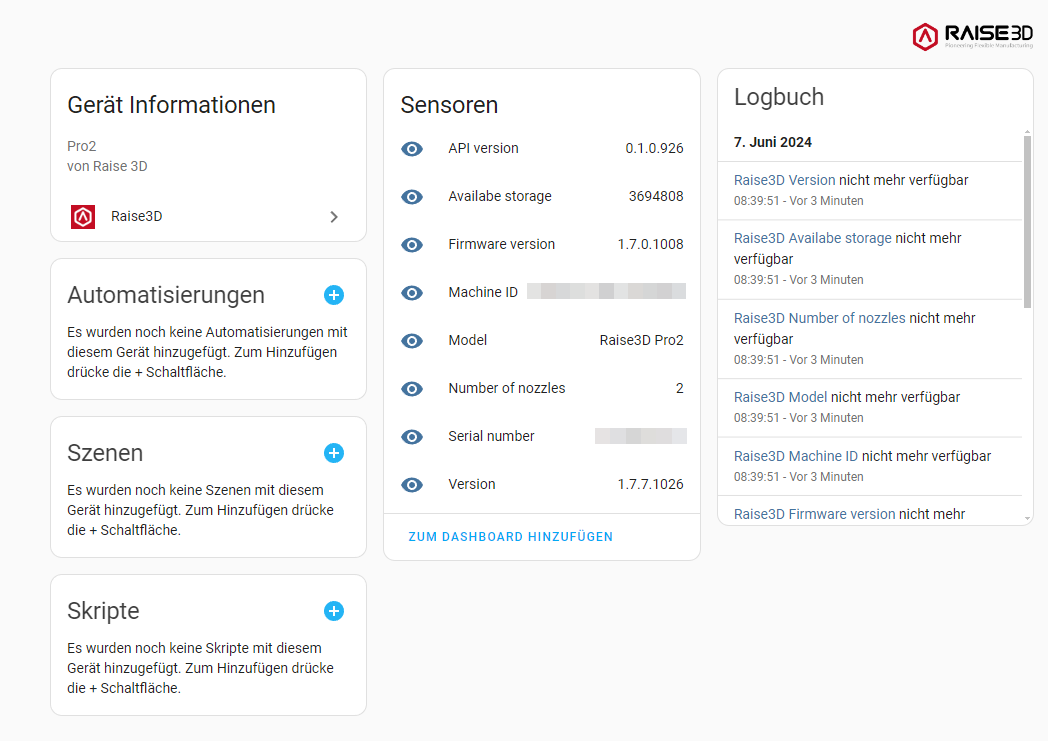 RAISE3D
Pioneering Flexible Manufacturing
Gerät Informationen
Pro2
von Raise 3D
Raise3D
Automatisierungen
Es wurden noch keine Automatisierungen mit
diesem Gerät hinzugefügt. Zum Hinzufügen
drücke die + Schaltfläche.
Szenen
Es wurden noch keine Szenen mit diesem
Gerät hinzugefügt. Zum Hinzufügen drücke
die + Schaltfläche.
Skripte
Es wurden noch keine Skripte mit diesem
Gerät hinzugefügt. Zum Hinzufügen drücke
die + Schaltfläche.
Sensoren
API version 0.1.0.926
Availabe storage 3694808
Firmware version 1.7.0.1008
Machine ID
Model Raise3D Pro2
Number of nozzles 2
Serial number
Version 1.7.7.1026
ZUM DASHBOARD HINZUFÜGEN
Logbuch
7. Juni 2024
Raise3D Version nicht mehr verfügbar
08:39:51 - Vor 3 Minuten
Raise3D Availabe storage nicht mehr
verfügbar
08:39:51 - Vor 3 Minuten
Raise3D Number of nozzles nicht mehr
verfügbar
08:39:51 - Vor 3 Minuten
Raise3D Model nicht mehr verfügbar
08:39:51 - Vor 3 Minuten
Raise3D Machine ID nicht mehr verfügbar
08:39:51 - Vor 3 Minuten
Raise3D Firmware version nicht mehr